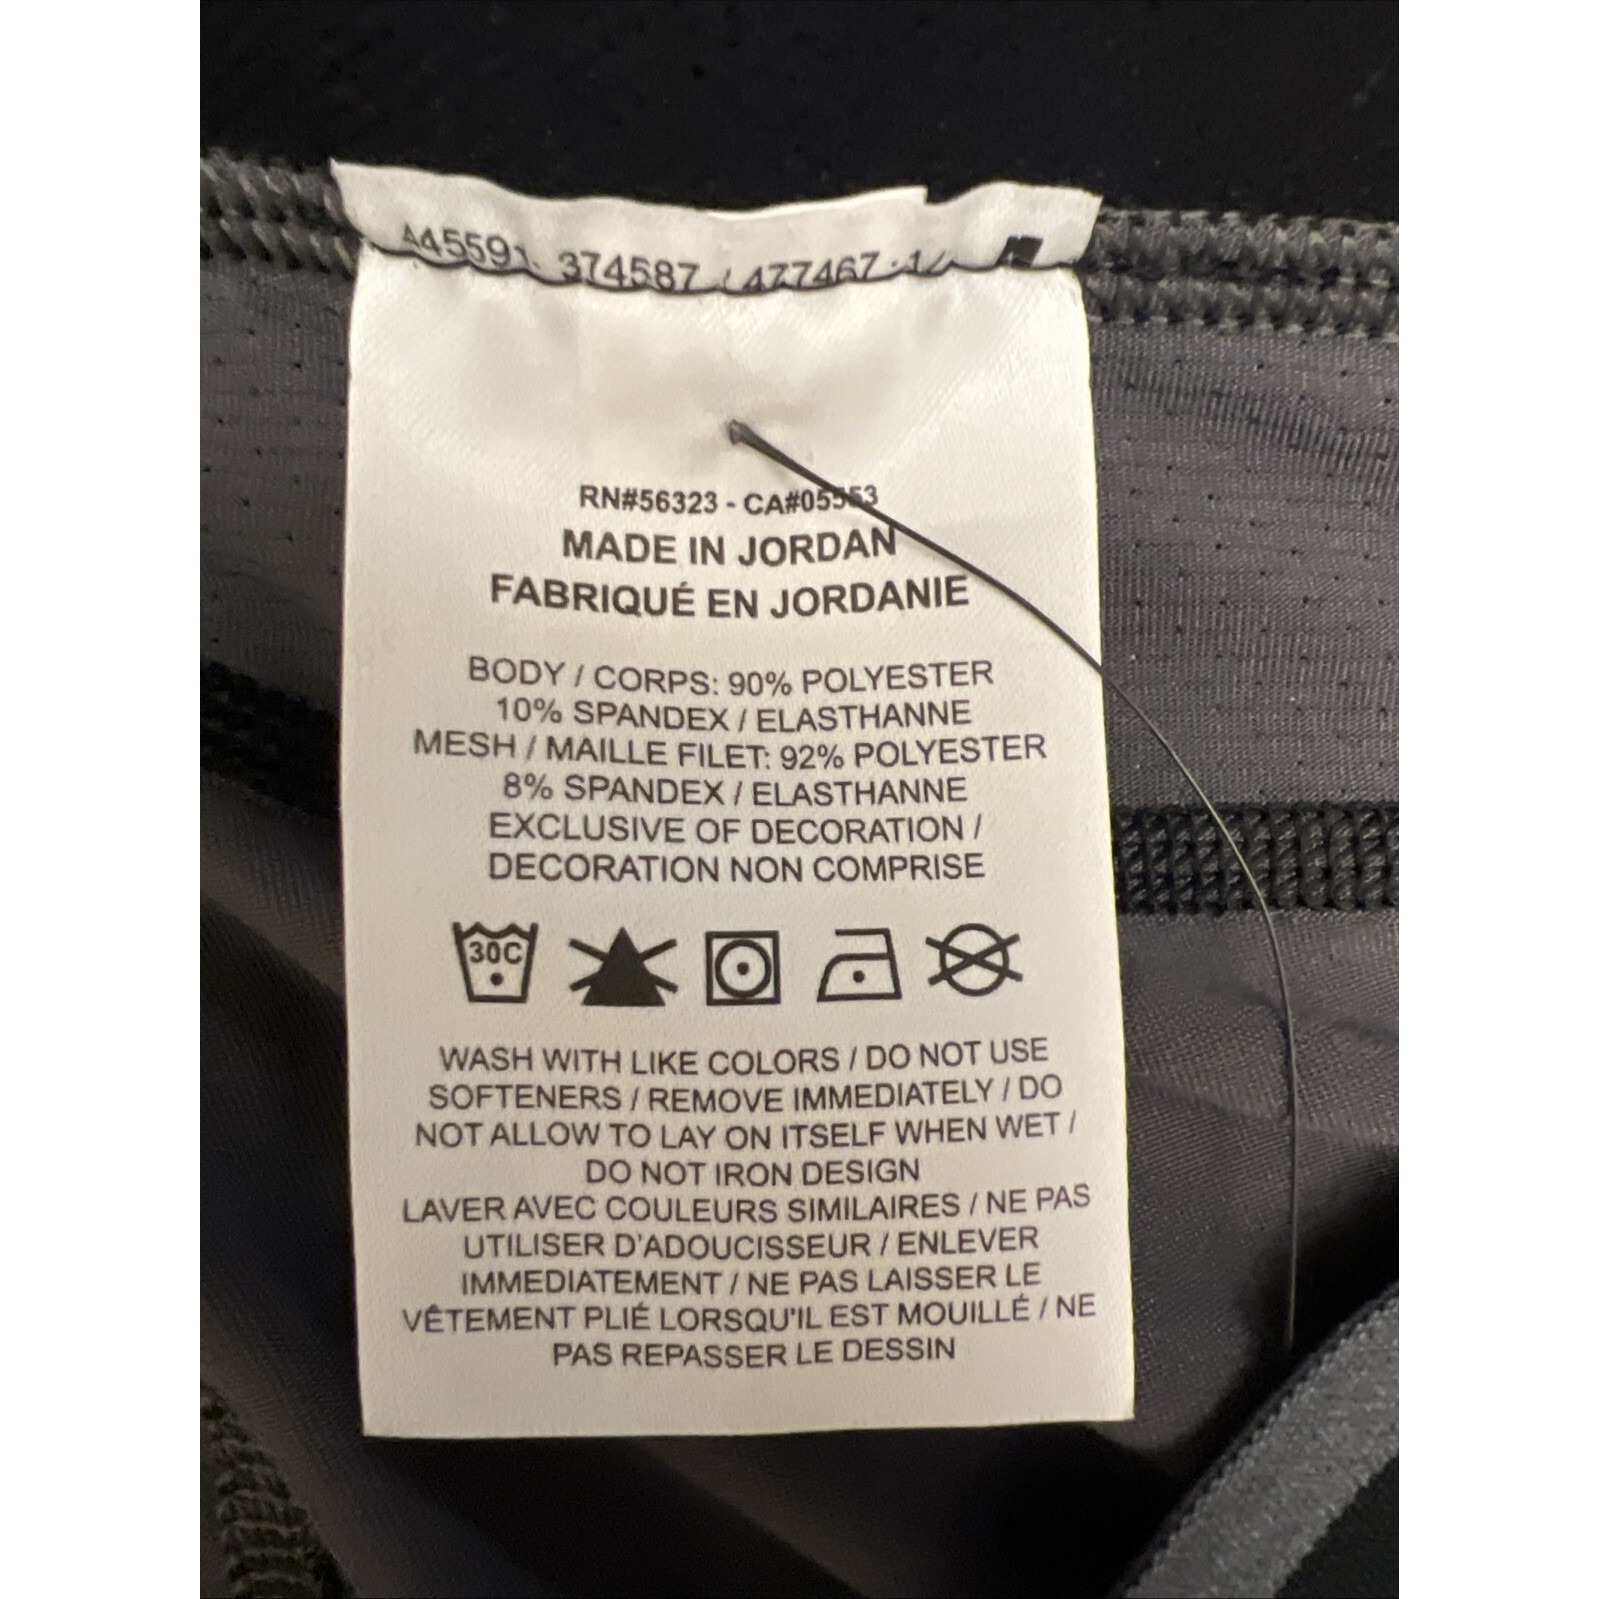 374587 / 477467
RN#56323 - CA#05553
MADE IN JORDAN
FABRIQUÉ EN JORDANIE
BODY / CORPS: 90% POLYESTER
10% SPANDEX / ELASTHANNE
MESH / MAILLE FILET: 92% POLYESTER
8% SPANDEX / ELASTHANNE
EXCLUSIVE OF DECORATION /
DECORATION NON COMPRISE
30C
WASH WITH LIKE COLORS / DO NOT USE
SOFTENERS / REMOVE IMMEDIATELY / DO
NOT ALLOW TO LAY ON ITSELF WHEN WET /
DO NOT IRON DESIGN
LAVER AVEC COULEURS SIMILAIRES / NE PAS
UTILISER D'ADOUCISSEUR / ENLEVER
IMMEDIATEMENT / NE PAS LAISSER LE
VÊTEMENT PLIÉ LORSQU'IL EST MOUILLÉ / NE
PAS REPASSER LE DESSIN